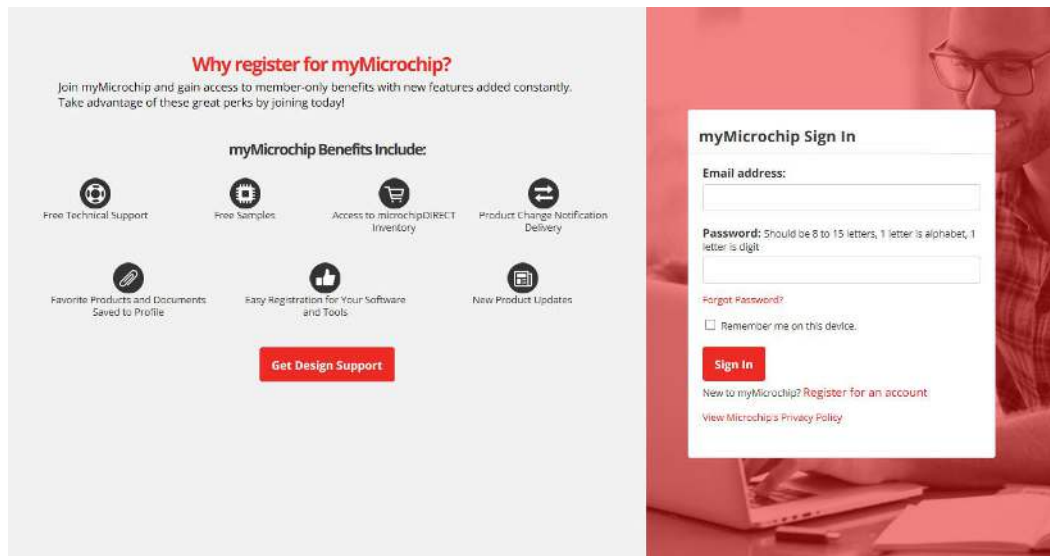 Why register for myMicrochip?
Join myMicrochip and gain access to member-only benefits with new features added constantly.
Take advantage of these great perks by joining today!
myMicrochip Benefits Include:
Free Technical Support
Free Samples
Access to microchipDIRECT
Inventory
Product Change Notification
Delivery
Favorite Products and Documents
Saved to Profile
Easy Registration for Your Software
and Tools
New Product Updates
Get Design Support
myMicrochip Sign In
Email address:
Password: Should be 8 to 15 letters, 1 letter is alphabet, 1
letter is digit
Forgot Password?
Remember me on this device.
Sign In
New to myMicrochip? Register for an account
View Microchip's Privacy Policy